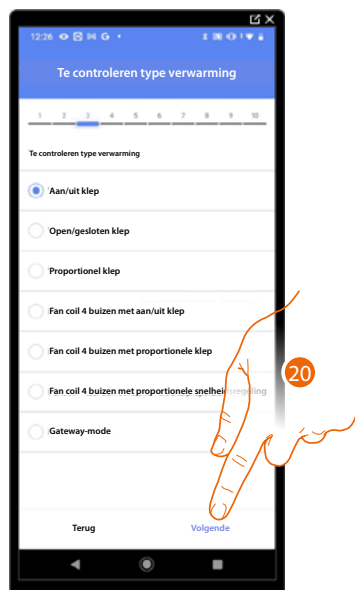 12:26
Te controleren type verwarming
1 2 3 4 5 6 7 8 9 10
Te controleren type verwarming
Aan/uit klep
Open/gesloten klep
Proportionel klep
Fan coil 4 buizen met aan/uit klep
Fan coil 4 buizen met proportionele klep
Fan coil 4 buizen met proportionele snelheidsregeling
Gateway-mode
20
Terug Volgende